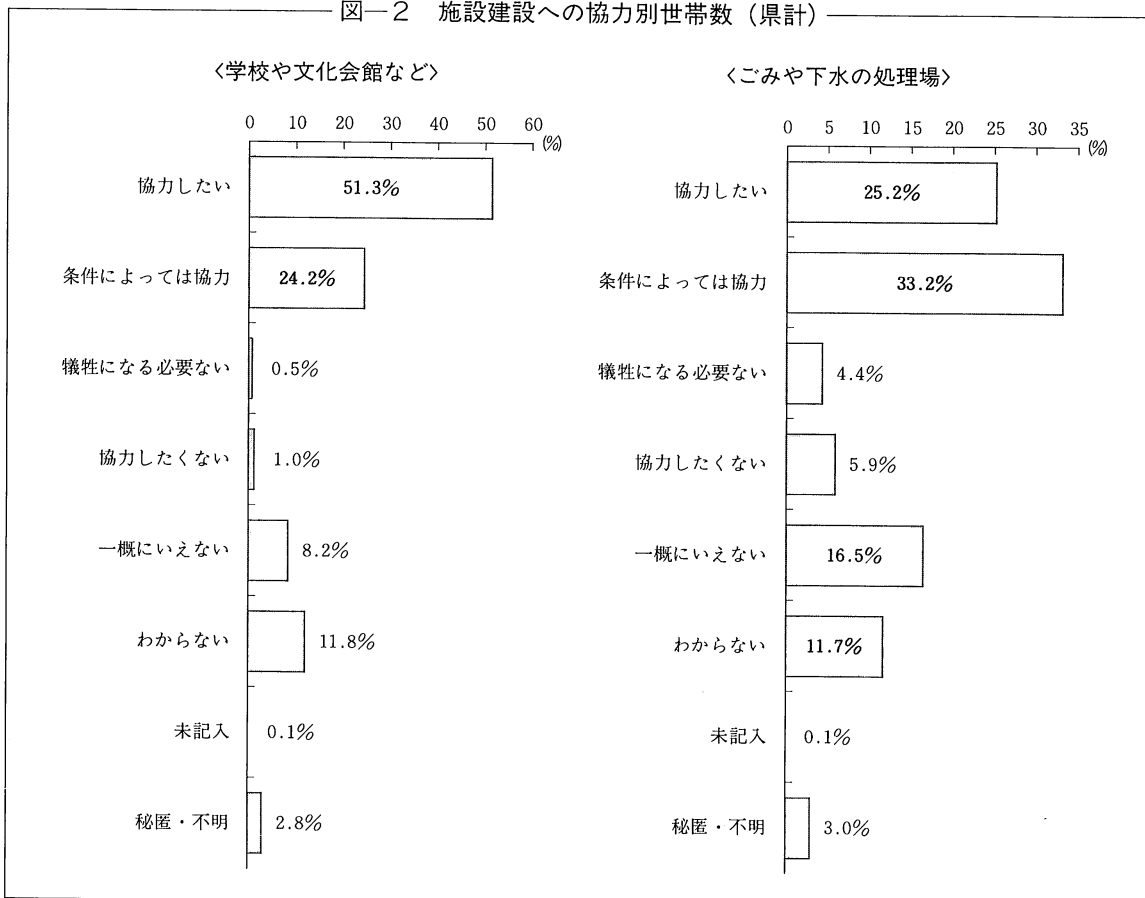 図―2 施設建設への協力別世帯数（県計）
〈学校や文化会館など〉
0 10 20 30 40 50 60
(%)
協力したい 51.3%
条件によっては協力 24.2%
犠牲になる必要ない 0.5%
協力したくない 1.0%
一概にいえない 8.2%
わからない 11.8%
未記入 0.1%
秘匿・不明 2.8%
〈ごみや下水の処理場〉
0 5 10 15 20 25 30 35
(%)
協力したい 25.2%
条件によっては協力 33.2%
犠牲になる必要ない 4.4%
協力したくない 5.9%
一概にいえない 16.5%
わからない 11.7%
未記入 0.1%
秘匿・不明 3.0%